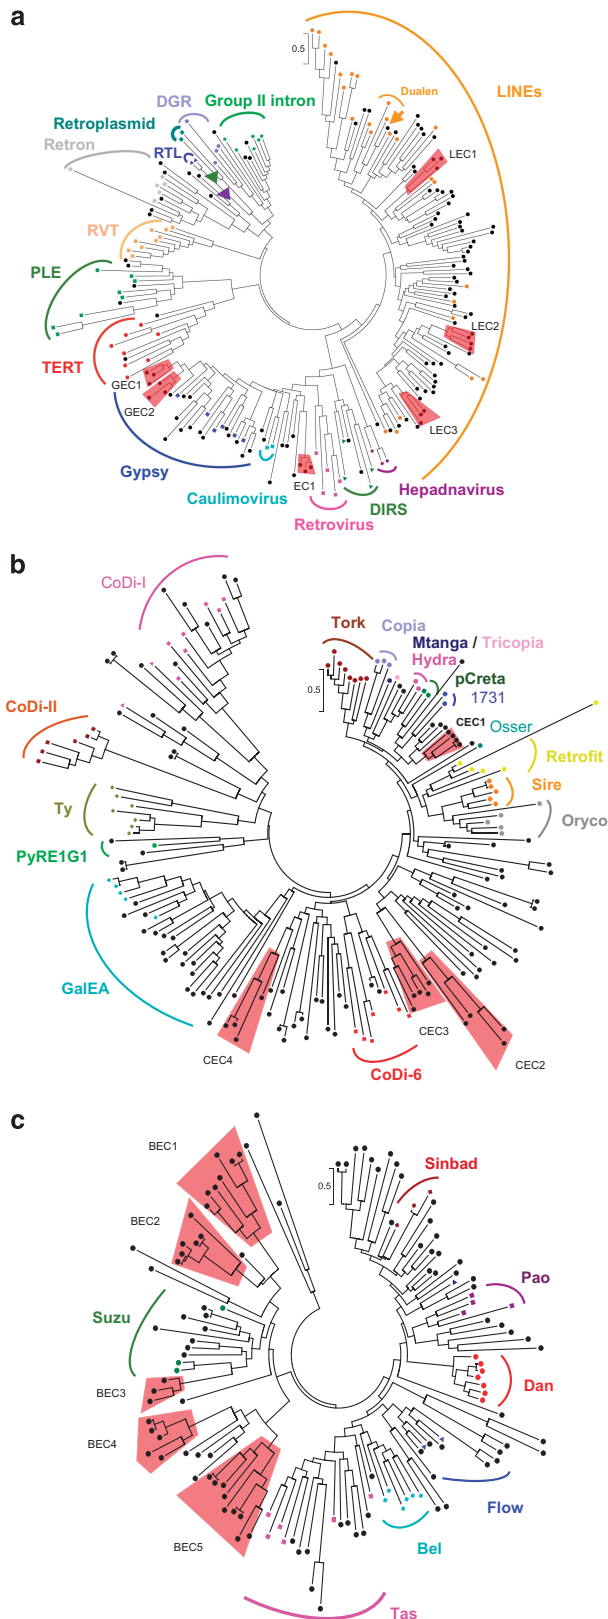 a
0.5
Dualen
LINEs
DGR
Group II intron
Retroplasmid
Retron
RTL
LEC1
RVT
PLE
LEC2
TERT
GEC1
GEC2
LEC3
Gypsy
Caulimovirus
EC1
Hepadnavirus
DIRS
Retrovirus
b
CoDi-I
Tork
Copia
Mtanga / Tricopia
Hydra
pCreta
0.5
1731
CoDi-II
CEC1
Osser
Retrofit
Sire
Ty
Oryco
PyRE1G1
GalEA
CEC4
CEC3
CEC2
CoDi-6
c
BEC1
Sinbad
0.5
BEC2
Pao
Suzu
Dan
BEC3
BEC4
Flow
BEC5
Bel
Tas